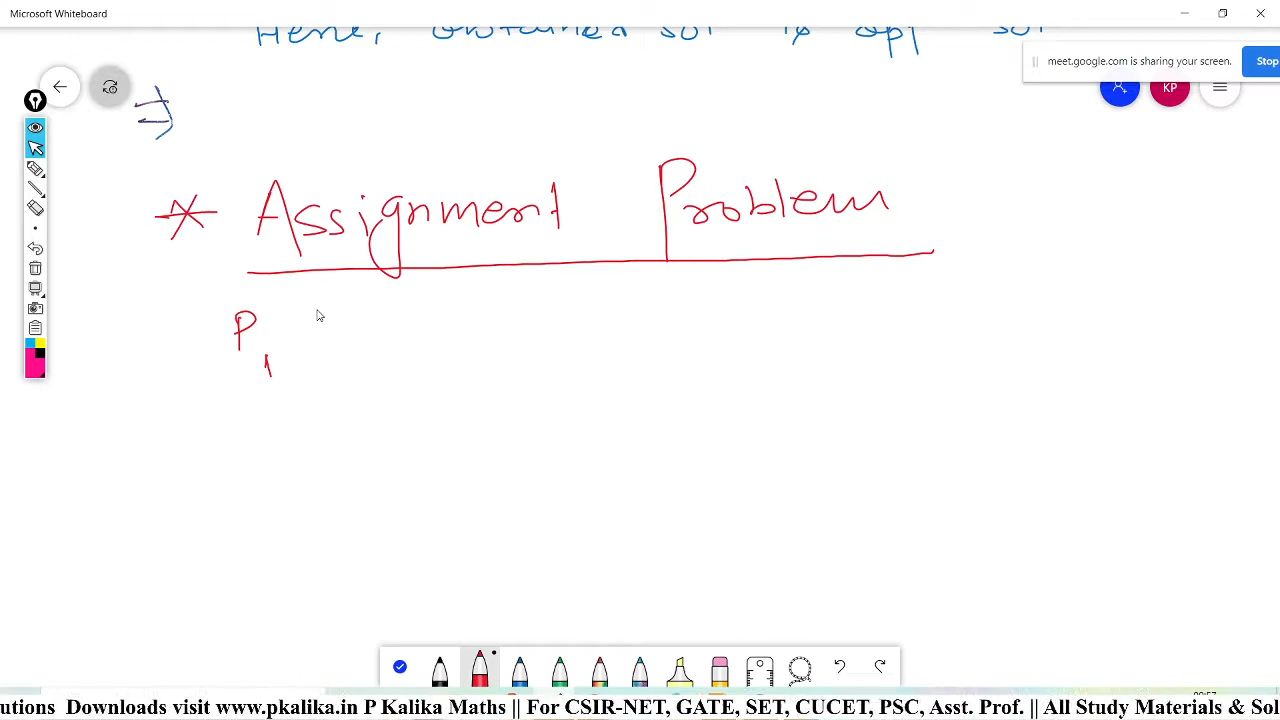 Microsoft Whiteboard
Hence, obtained sol is opt sol
meet.google.com is sharing your screen.
Stop
KP
* Assignment Problem
P1
utions Downloads visit www.pkalika.in P Kalika Maths || For CSIR-NET, GATE, SET, CUCET, PSC, Asst. Prof. || All Study Materials & Sol